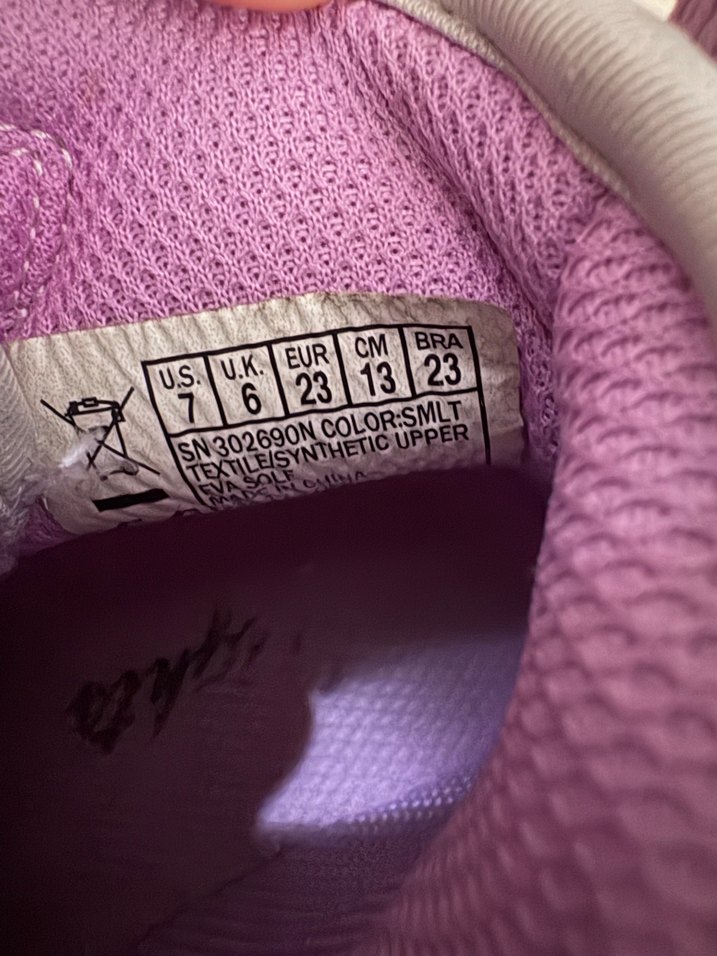 U.S. U.K. EUR CM BRA
7 6 23 13 23
SN 302690N COLOR:SMLT
TEXTILE/SYNTHETIC UPPER
EVA SOLE
MADE IN CHINA